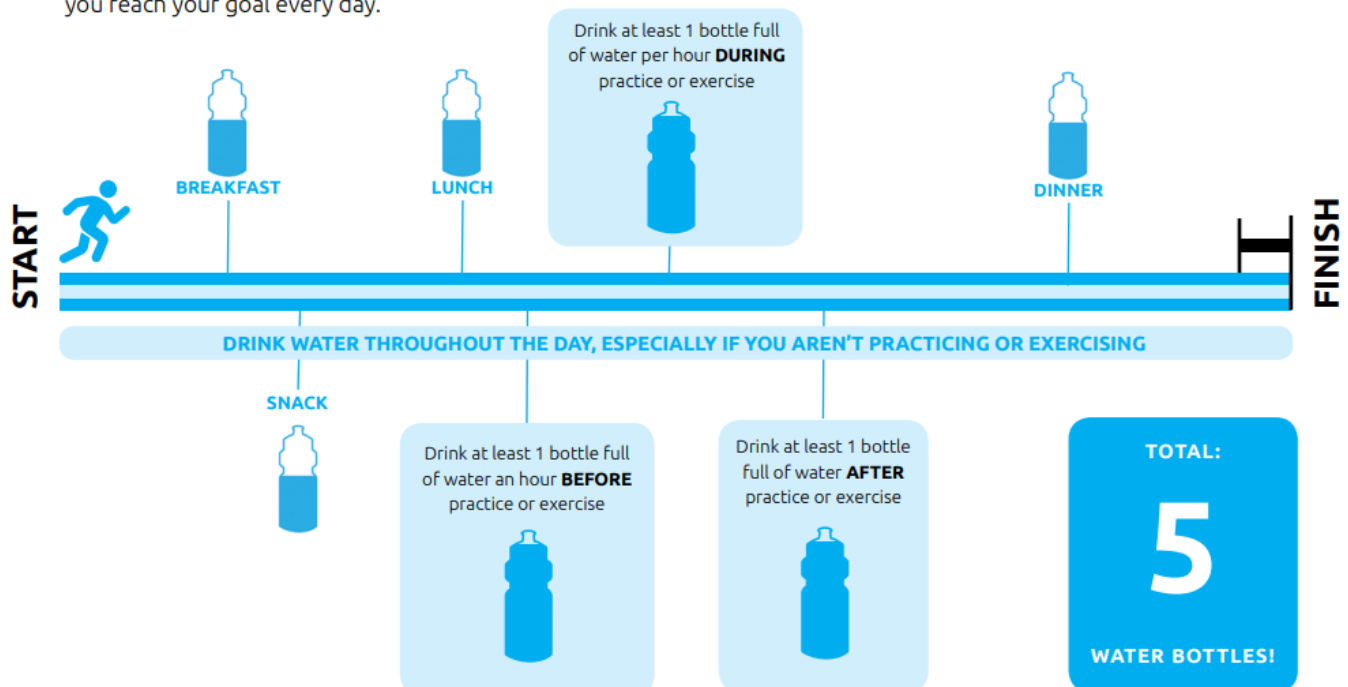 you reach your goal every day.
Drink at least 1 bottle full
of water per hour DURING
practice or exercise
BREAKFAST
LUNCH
DINNER
START
FINISH
DRINK WATER THROUGHOUT THE DAY, ESPECIALLY IF YOU AREN'T PRACTICING OR EXERCISING
SNACK
Drink at least 1 bottle full
of water an hour BEFORE
practice or exercise
Drink at least 1 bottle
full of water AFTER
practice or exercise
TOTAL:
5
WATER BOTTLES!